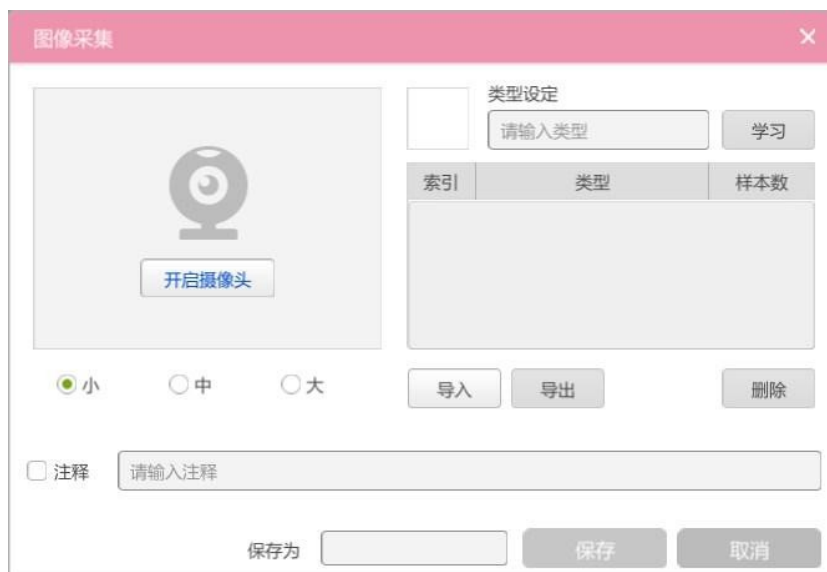 图像采集
类型设定
请输入类型 学习
索引 类型 样本数
开启摄像头
小 中 大
导入 导出 删除
注释 请输入注释
保存为 保存 取消